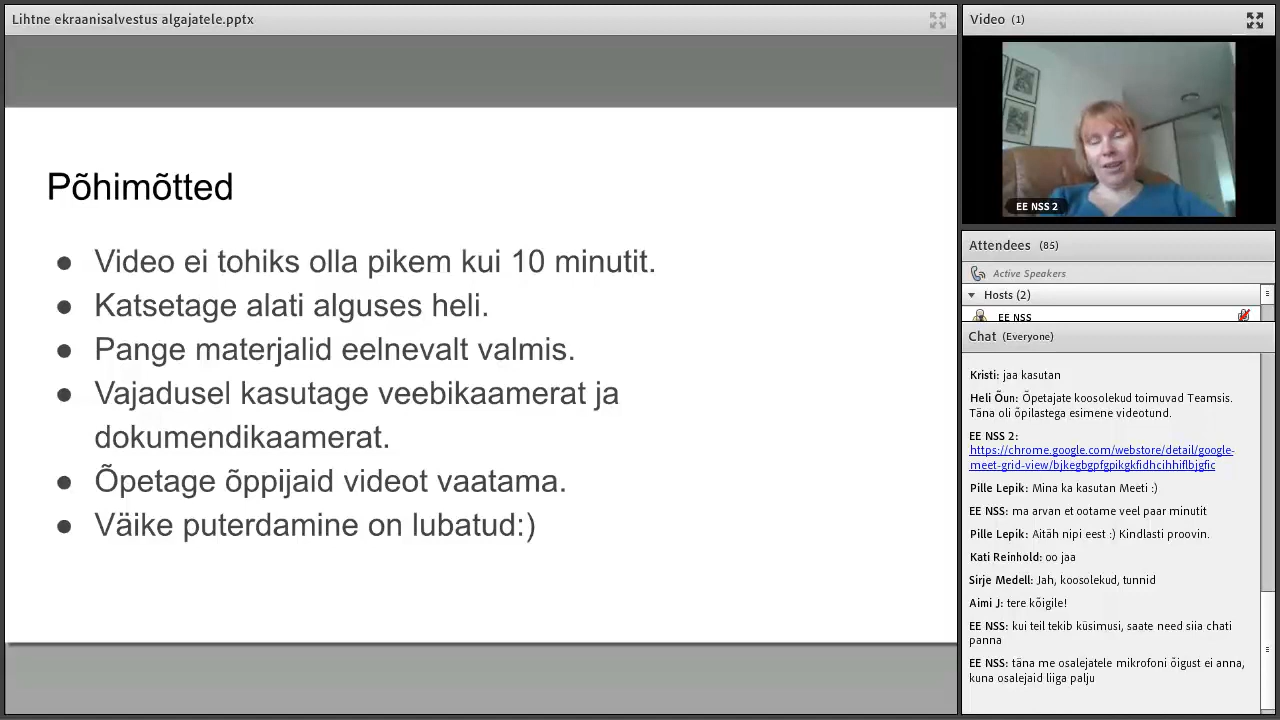 Lihtne ekraanisalvestus algajatele.pptx
Põhimõtted
● Video ei tohiks olla pikem kui 10 minutit.
● Katsetage alati alguses heli.
● Pange materjalid eelnevalt valmis.
● Vajadusel kasutage veebikaamerat ja
dokumendikaamerat.
● Õpetage õppijaid videot vaatama.
● Väike puterdamine on lubatud:)
Video (1)
EE NSS 2
Attendees (85)
Active Speakers
Hosts (2)
EE NSS
Chat (Everyone)
Kristi: jaa kasutan
Heli Õun: Õpetajate koosolekud toimuvad Teamsis.
Täna oli õpilastega esimene videotund.
EE NSS 2:
https://chrome.google.com/webstore/detail/google-
meet-grid-view/bjkegbgpfgpikgkfidhcihhiflbjgfic
Pille Lepik: Mina ka kasutan Meeti :)
EE NSS: ma arvan et ootame veel paar minutit
Pille Lepik: Aitäh nipi eest :) Kindlasti proovin.
Kati Reinhold: oo jaa
Sirje Medell: Jah, koosolekud, tunnid
Aimi J: tere kõigile!
EE NSS: kui teil tekib küsimusi, saate need siia chati
panna
EE NSS: täna me osalejatele mikrofoni õigust ei anna,
kuna osalejaid liiga palju